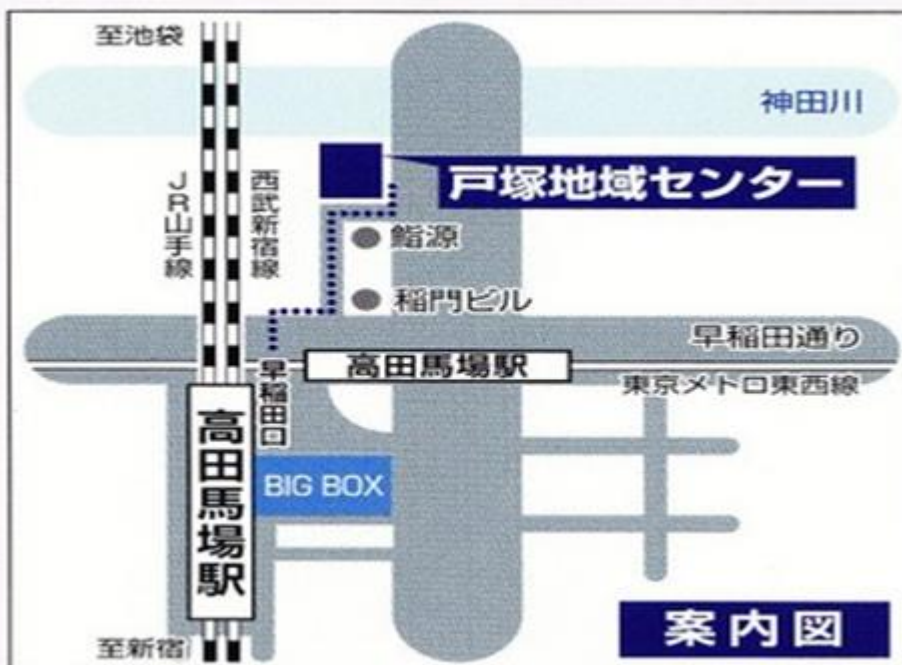 至池袋
神田川
戸塚地域センター
JR山手線
西武新宿線
鮨源
稲門ビル
早稲田通り
高田馬場駅
東京メトロ東西線
早稲田口
高田馬場駅
BIG BOX
至新宿
案内図